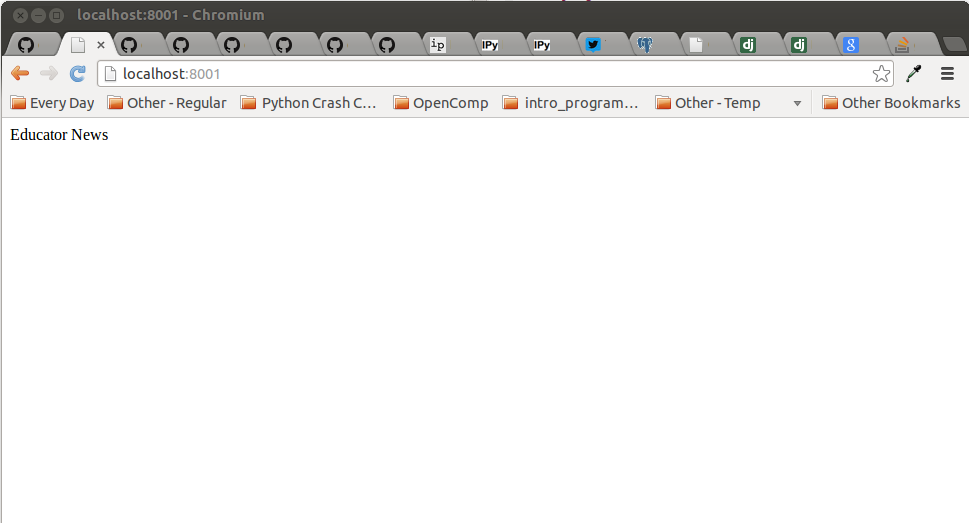 localhost:8001 - Chromium
ip IPy IPy dj dj g
localhost:8001
Every Day Other - Regular Python Crash C... OpenComp intro_program... Other - Temp Other Bookmarks
Educator News